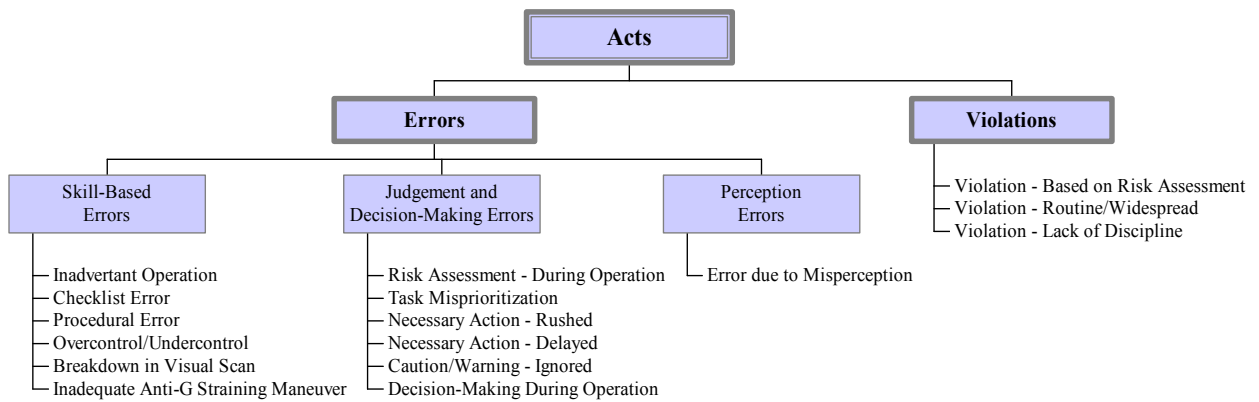 Acts
Errors
Violations
Skill-Based
Errors
Judgement and
Decision-Making Errors
Perception
Errors
Inadvertant Operation
Checklist Error
Procedural Error
Overcontrol/Undercontrol
Breakdown in Visual Scan
Inadequate Anti-G Straining Maneuver
Risk Assessment - During Operation
Task Misprioritization
Necessary Action - Rushed
Necessary Action - Delayed
Caution/Warning - Ignored
Decision-Making During Operation
Error due to Misperception
Violation - Based on Risk Assessment
Violation - Routine/Widespread
Violation - Lack of Discipline